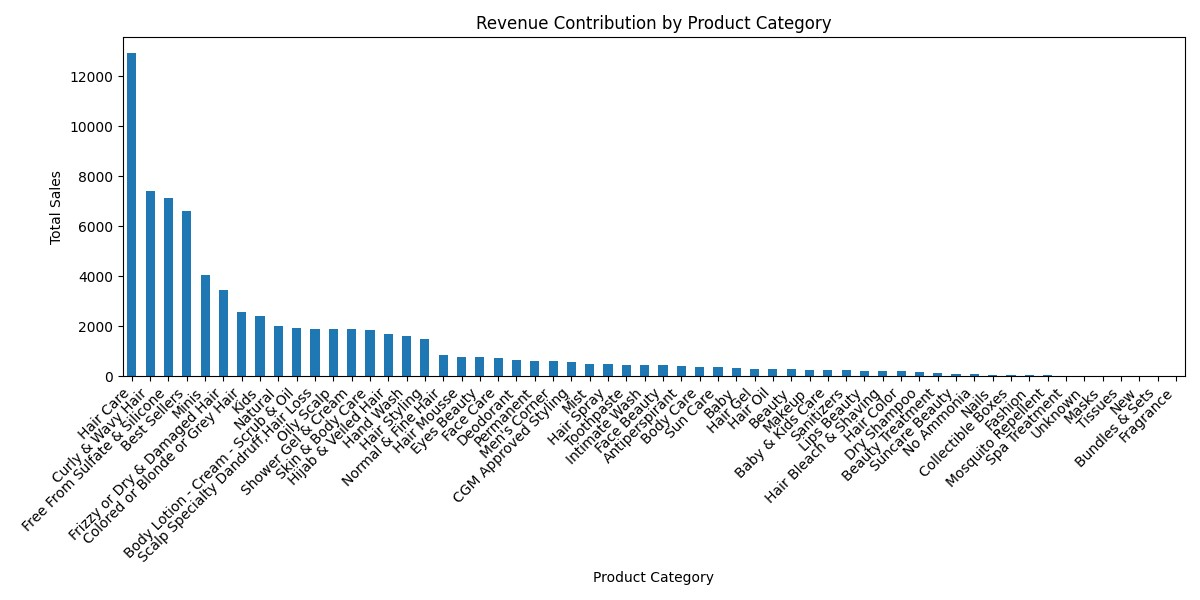 Revenue Contribution by Product Category
Total Sales
12000
10000
8000
6000
4000
2000
0
Hair Care
Curly & Wavy Hair
Free From Sulfate & Silicone
Best Sellers
Minis
Frizzy or Dry & Damaged Hair
Colored or Blonde or Grey Hair
Kids
Natural
Body Lotion - Cream - Scrub & Oil
Scalp Specialty Dandruff,Hair Loss
Oily Scalp
Shower Gel & Cream
Skin & Body Care
Hijab & Veiled Hair
Hand Wash
Hair Styling
Normal & Fine Hair
Hair Mousse
Eyes Beauty
Face Care
Deodorant
Permanent
Men's Corner
CGM Approved Styling
Mist
Hair Spray
Toothpaste
Intimate Wash
Face Beauty
Antiperspirant
Body Care
Sun Care
Baby
Hair Gel
Hair Oil
Beauty
Makeup
Baby & Kids Care
Sanitizers
Lips Beauty
Hair Bleach & Shaving
Hair Color
Dry Shampoo
Beauty Treatment
Suncare Beauty
No Ammonia
Nails
Collectible Boxes
Fashion
Mosquito Repellent
Spa Treatment
Unknown
Masks
Tissues
New
Bundles & Sets
Fragrance
Product Category